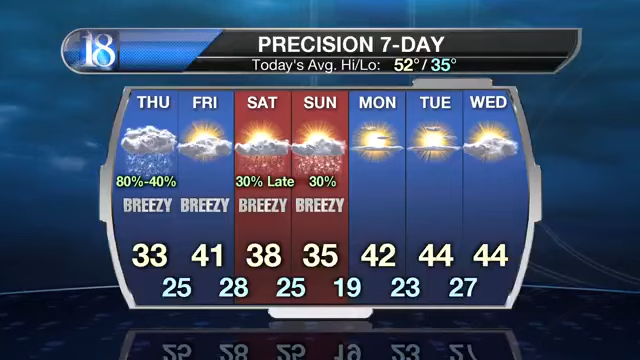 18
PRECISION 7-DAY
Today's Avg. Hi/Lo: 52°/ 35°
THU FRI SAT SUN MON TUE WED
80%-40% 30% Late 30%
BREEZY BREEZY BREEZY BREEZY
33 41 38 35 42 44 44
25 28 25 19 23 27